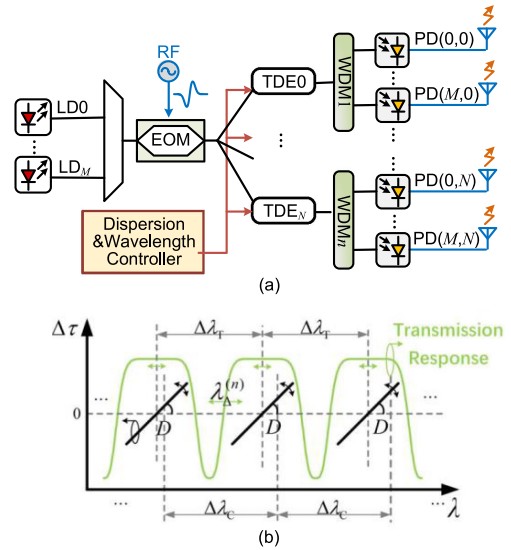 RF
LD0
LD_M
EOM
TDE0
TDE_N
WDM1
WDMn
PD(0,0)
PD(M,0)
PD(0,N)
PD(M,N)
Dispersion
&Wavelength
Controller
(a)
Δτ
Δλ_T
Δλ_T
Transmission
Response
λ_Δ^(n)
...
...
0
D
D
D
Δλ_C
Δλ_C
...
...
λ
(b)